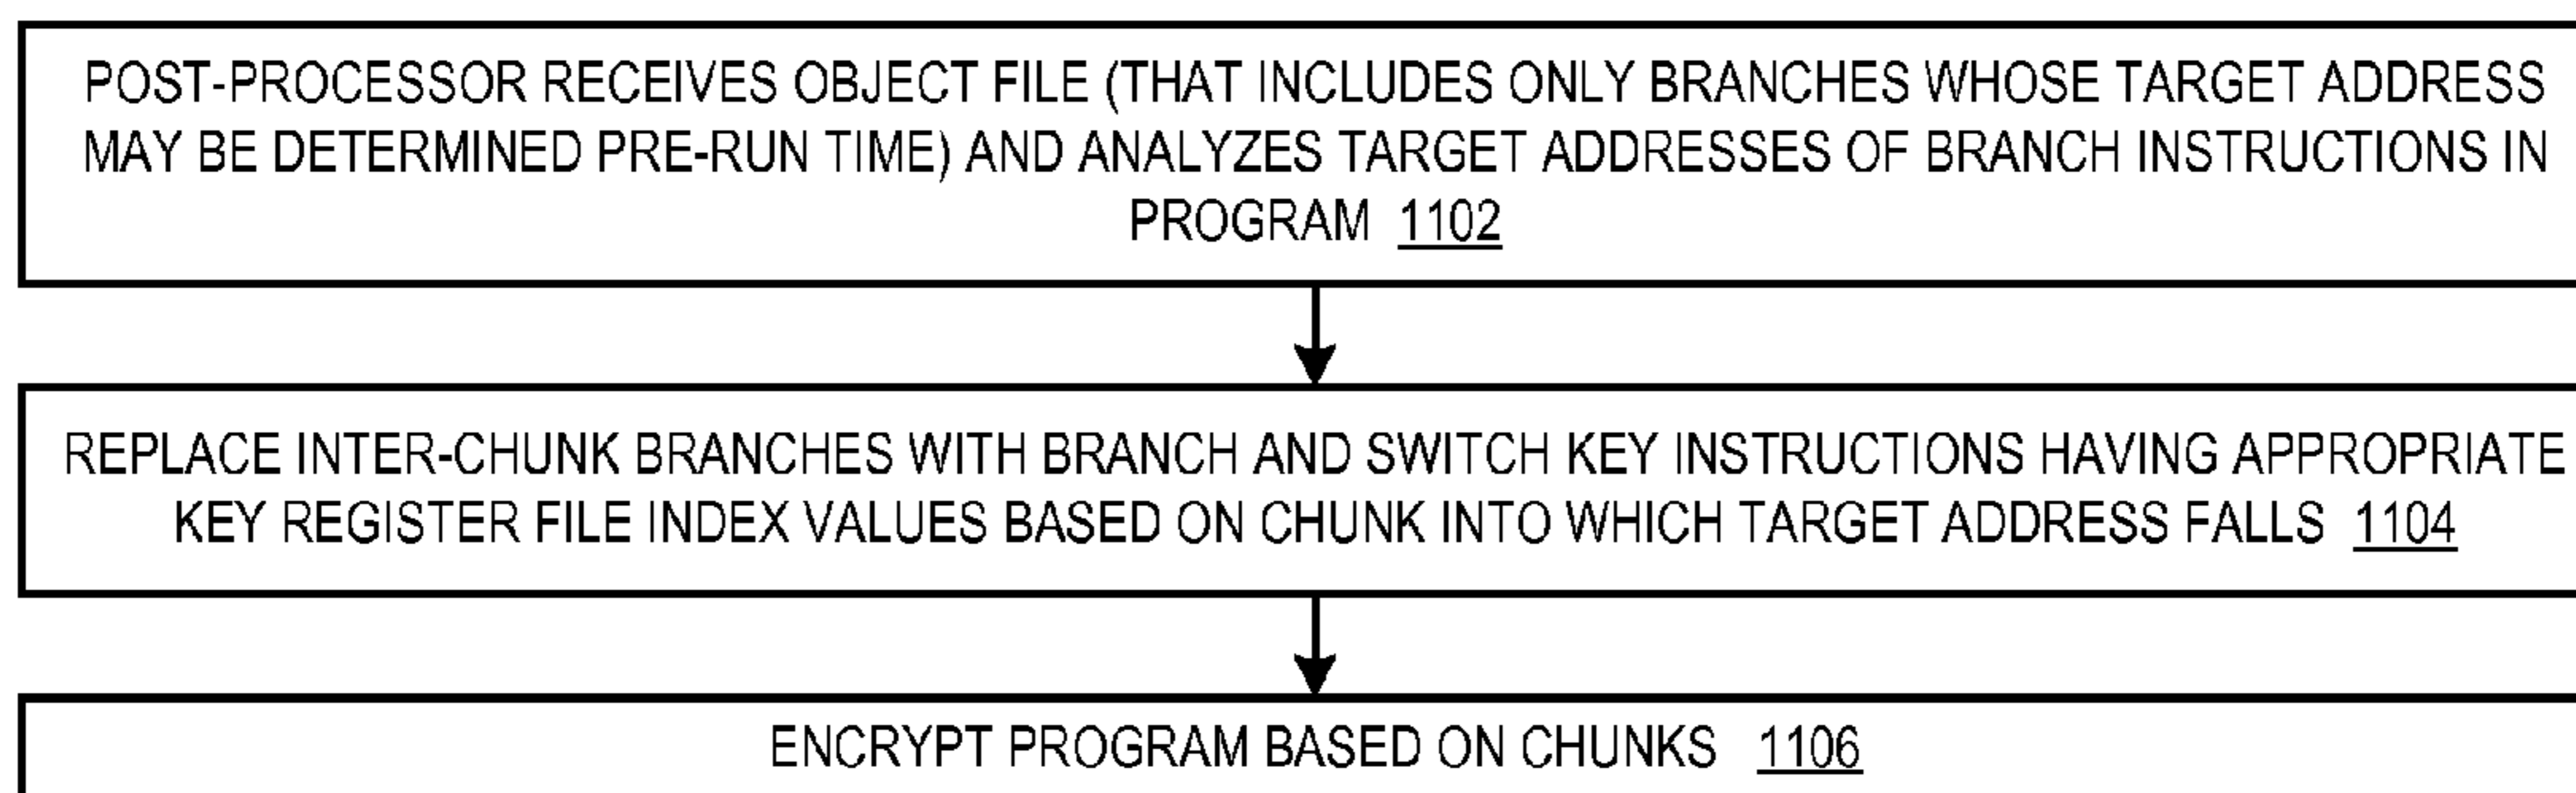 POST-PROCESSOR RECEIVES OBJECT FILE (THAT INCLUDES ONLY BRANCHES WHOSE TARGET ADDRESS
MAY BE DETERMINED PRE-RUN TIME) AND ANALYZES TARGET ADDRESSES OF BRANCH INSTRUCTIONS IN
PROGRAM 1102
REPLACE INTER-CHUNK BRANCHES WITH BRANCH AND SWITCH KEY INSTRUCTIONS HAVING APPROPRIATE
KEY REGISTER FILE INDEX VALUES BASED ON CHUNK INTO WHICH TARGET ADDRESS FALLS 1104
ENCRYPT PROGRAM BASED ON CHUNKS 1106